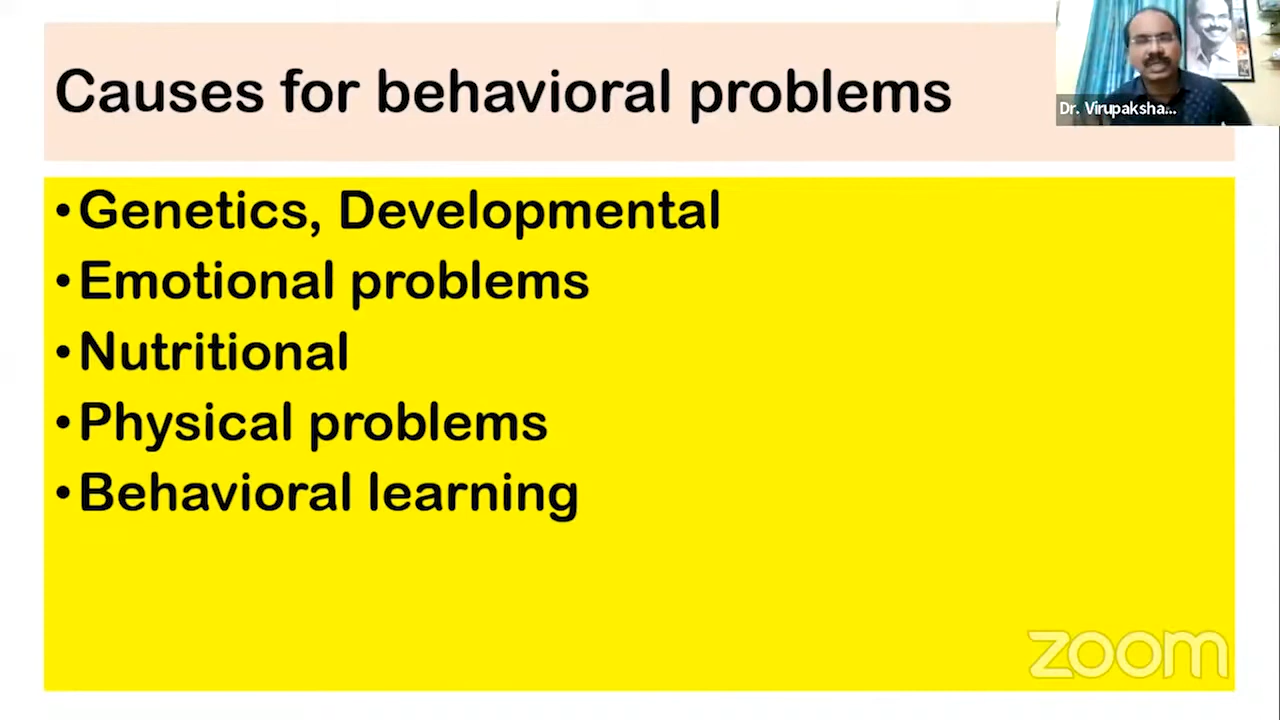 Causes for behavioral problems
Dr. Virupaksha...
•Genetics, Developmental
•Emotional problems
•Nutritional
•Physical problems
•Behavioral learning
zoom